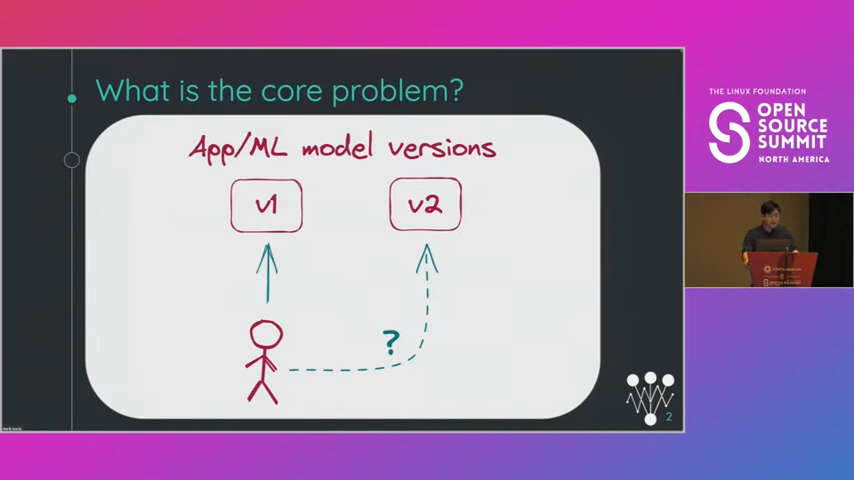 What is the core problem?
App/ML model versions
v1
v2
?
2
THE LINUX FOUNDATION
OPEN
SOURCE
SUMMIT
NORTH AMERICA